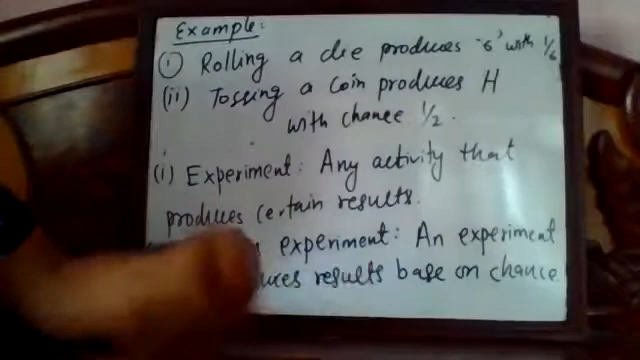 Example:
(i) Rolling a die produces "6" with 1/6
(ii) Tossing a coin produces H
with chance 1/2.
(i) Experiment: Any activity that
produces certain results.
experiment: An experiment
results base on chance